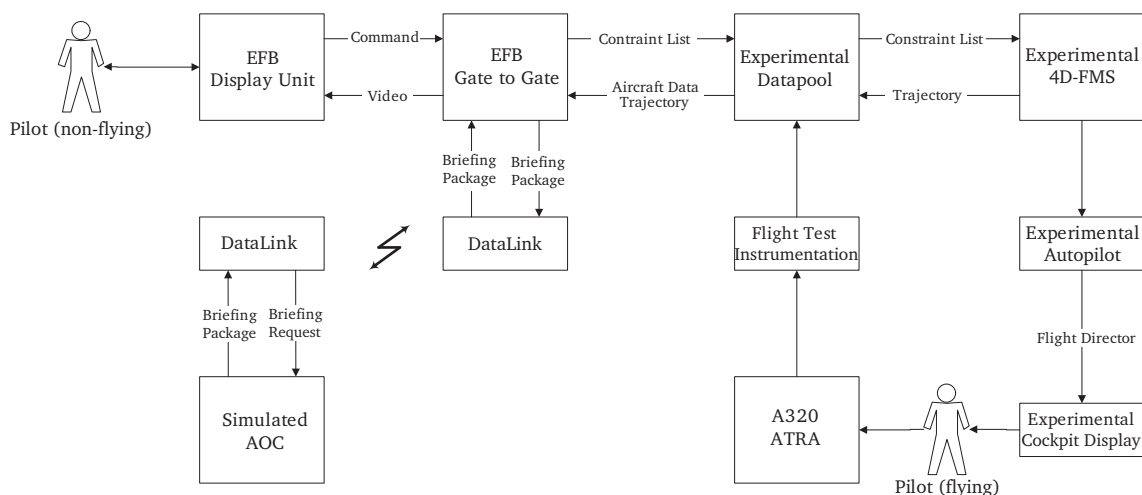 EFB
Display Unit
Command
Video
EFB
Gate to Gate
Contraint List
Aircraft Data
Trajectory
Experimental
Datapool
Constraint List
Trajectory
Experimental
4D-FMS
Pilot (non-flying)
Briefing
Package
Briefing
Package
DataLink
DataLink
Flight Test
Instrumentation
Experimental
Autopilot
Briefing
Package
Briefing
Request
Flight Director
Simulated
AOC
A320
ATRA
Experimental
Cockpit Display
Pilot (flying)